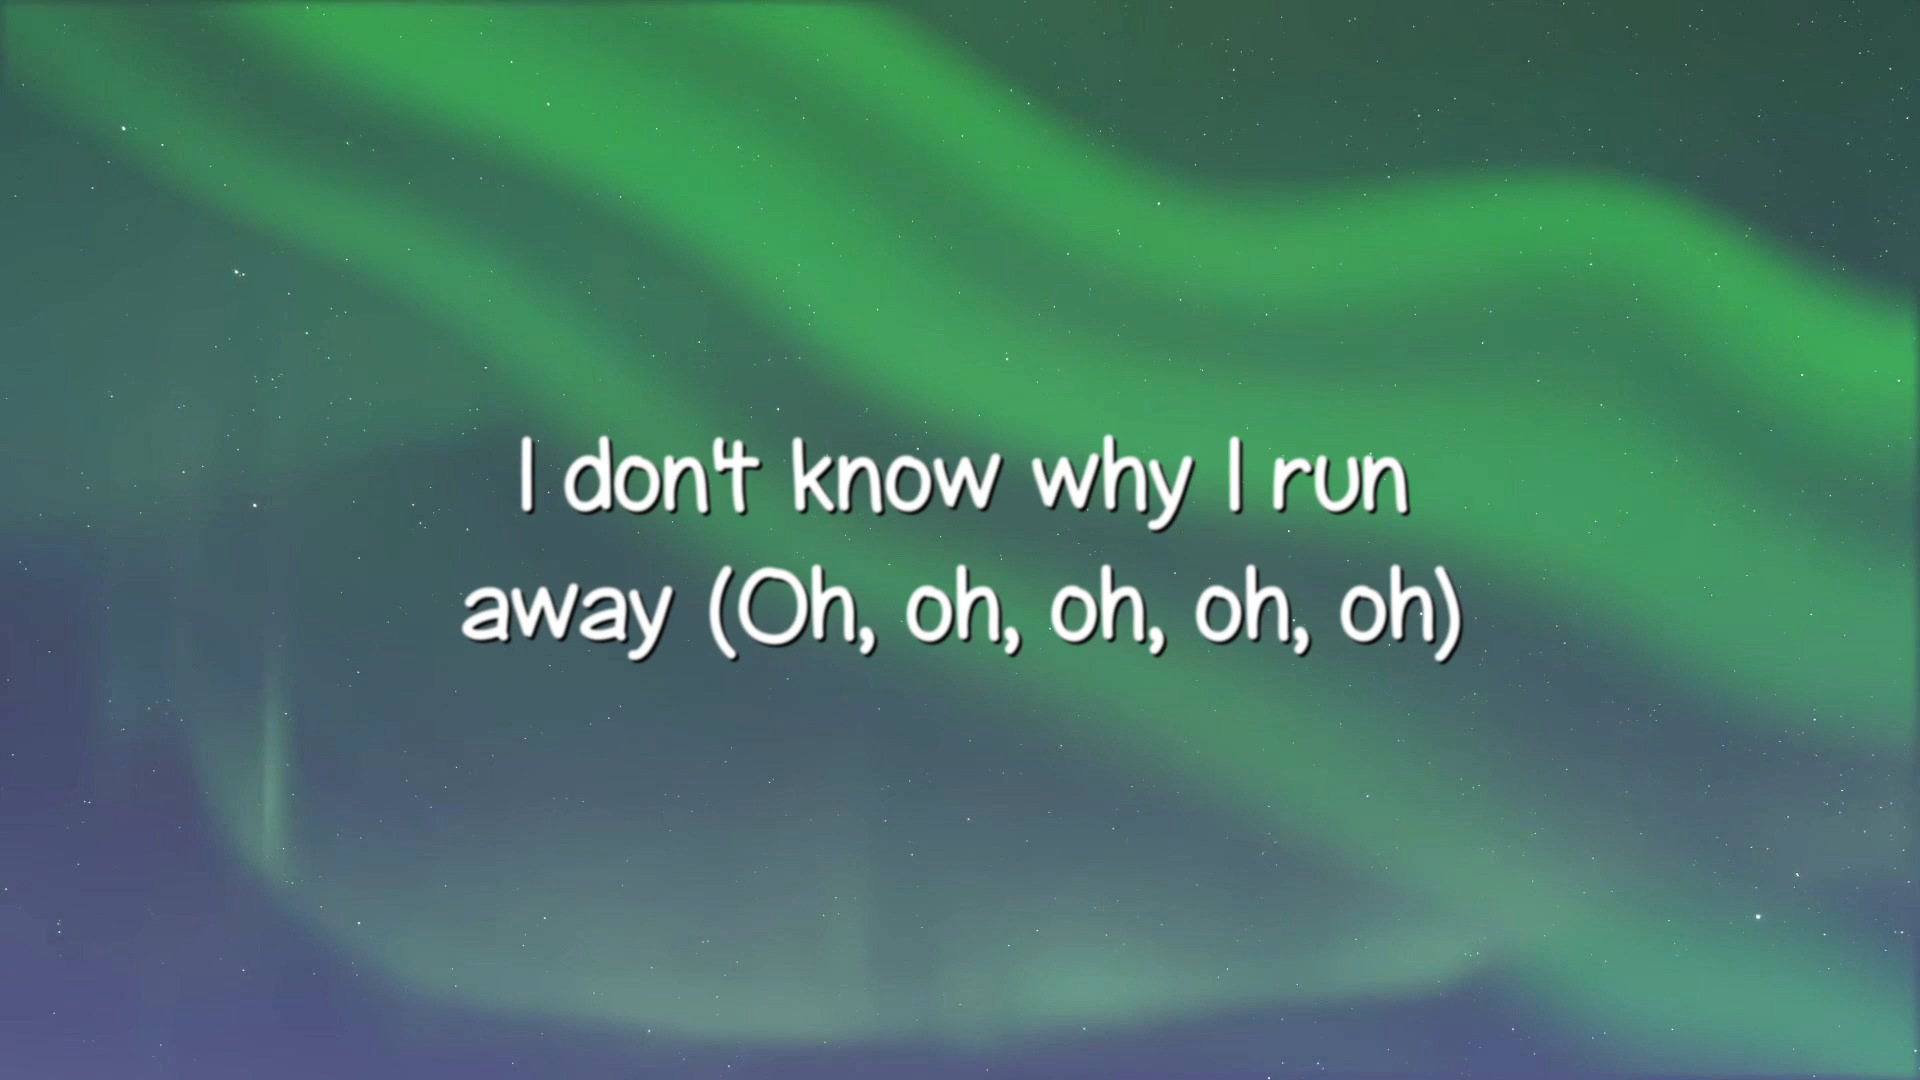 I don't know why I run
away (Oh, oh, oh, oh, oh)